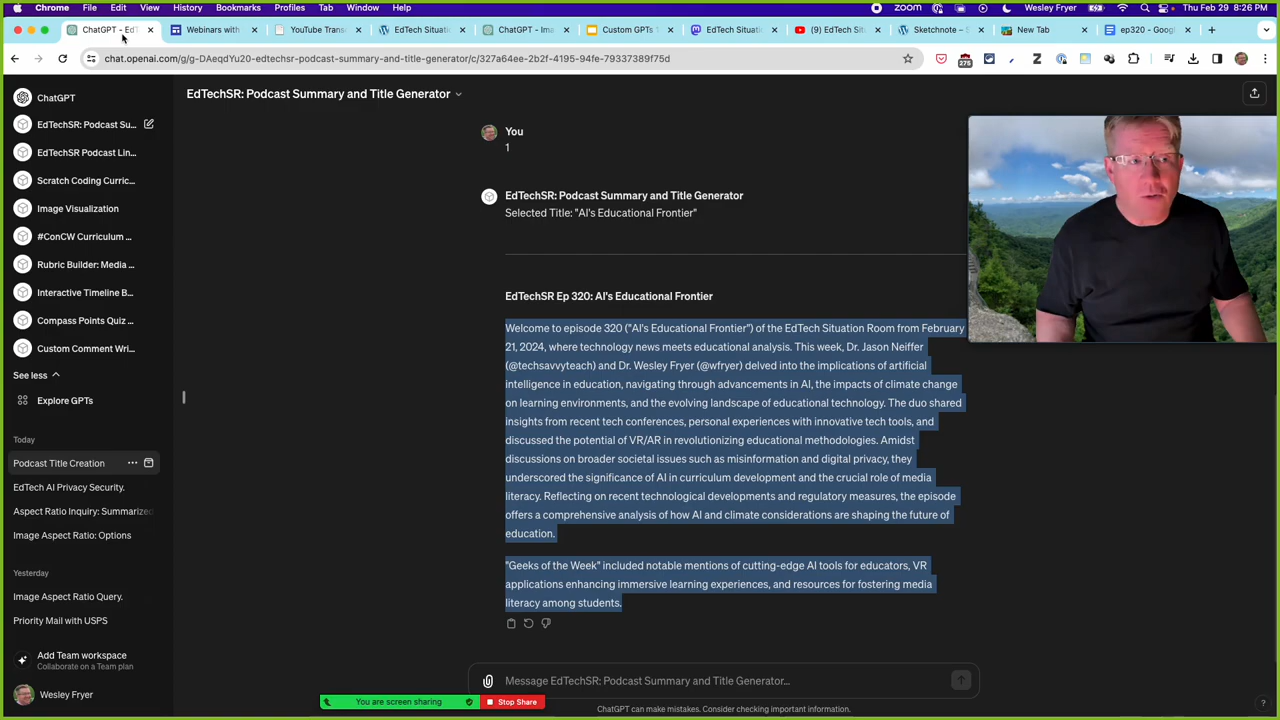 Chrome File Edit View History Bookmarks Profiles Tab Window Help
zoom Wesley Fryer Thu Feb 29 8:26 PM
ChatGPT - EdT Webinars with YouTube Trans EdTech Situati ChatGPT - Ima Custom GPTs EdTech Situati (9) EdTech Sit Sketchnote - New Tab ep320 - Goog
chat.openai.com/g/g-DAeqdYu20-edtechsr-podcast-summary-and-title-generator/c/327a64ee-2b2f-4195-94fe-79337389f75d
275
ChatGPT
EdTechSR: Podcast Su...
EdTechSR Podcast Lin...
Scratch Coding Curric...
Image Visualization
#ConCW Curriculum ...
Rubric Builder: Media ...
Interactive Timeline B...
Compass Points Quiz ...
Custom Comment Wri...
See less
Explore GPTs
Today
Podcast Title Creation
EdTech AI Privacy Security.
Aspect Ratio Inquiry: Summarized
Image Aspect Ratio: Options
Yesterday
Image Aspect Ratio Query.
Priority Mail with USPS
Add Team workspace
Collaborate on a Team plan
Wesley Fryer
EdTechSR: Podcast Summary and Title Generator
You
1
EdTechSR: Podcast Summary and Title Generator
Selected Title: "AI's Educational Frontier"
EdTechSR Ep 320: AI's Educational Frontier
Welcome to episode 320 ("AI's Educational Frontier") of the EdTech Situation Room from February
21, 2024, where technology news meets educational analysis. This week, Dr. Jason Neiffer
(@techsavvyteach) and Dr. Wesley Fryer (@wfryer) delved into the implications of artificial
intelligence in education, navigating through advancements in AI, the impacts of climate change
on learning environments, and the evolving landscape of educational technology. The duo shared
insights from recent tech conferences, personal experiences with innovative tech tools, and
discussed the potential of VR/AR in revolutionizing educational methodologies. Amidst
discussions on broader societal issues such as misinformation and digital privacy, they
underscored the significance of AI in curriculum development and the crucial role of media
literacy. Reflecting on recent technological developments and regulatory measures, the episode
offers a comprehensive analysis of how AI and climate considerations are shaping the future of
education.
"Geeks of the Week" included notable mentions of cutting-edge AI tools for educators, VR
applications enhancing immersive learning experiences, and resources for fostering media
literacy among students.
Message EdTechSR: Podcast Summary and Title Generator...
You are screen sharing Stop Share
ChatGPT can make mistakes. Consider checking important information.
?